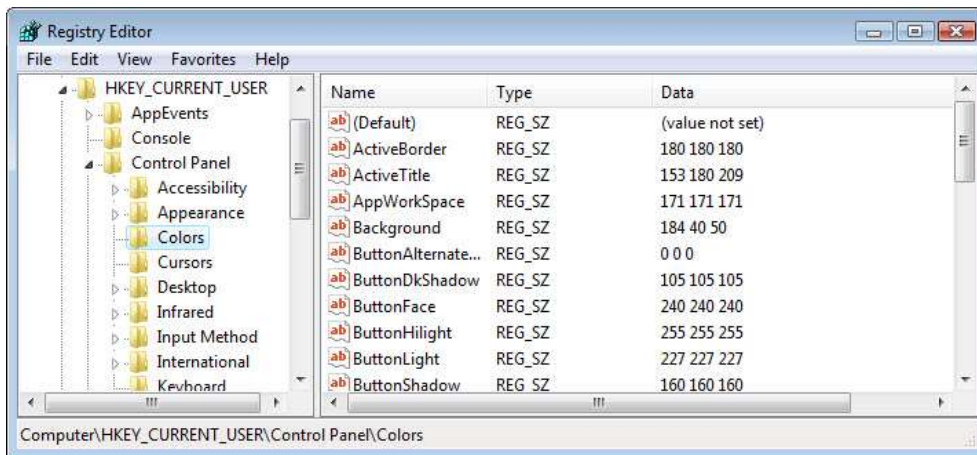 Registry Editor
File Edit View Favorites Help
HKEY_CURRENT_USER
AppEvents
Console
Control Panel
Accessibility
Appearance
Colors
Cursors
Desktop
Infrared
Input Method
International
Keyboard
Name Type Data
(Default) REG_SZ (value not set)
ActiveBorder REG_SZ 180 180 180
ActiveTitle REG_SZ 153 180 209
AppWorkSpace REG_SZ 171 171 171
Background REG_SZ 184 40 50
ButtonAlternate... REG_SZ 0 0 0
ButtonDkShadow REG_SZ 105 105 105
ButtonFace REG_SZ 240 240 240
ButtonHilight REG_SZ 255 255 255
ButtonLight REG_SZ 227 227 227
ButtonShadow REG_SZ 160 160 160
Computer\HKEY_CURRENT_USER\Control Panel\Colors